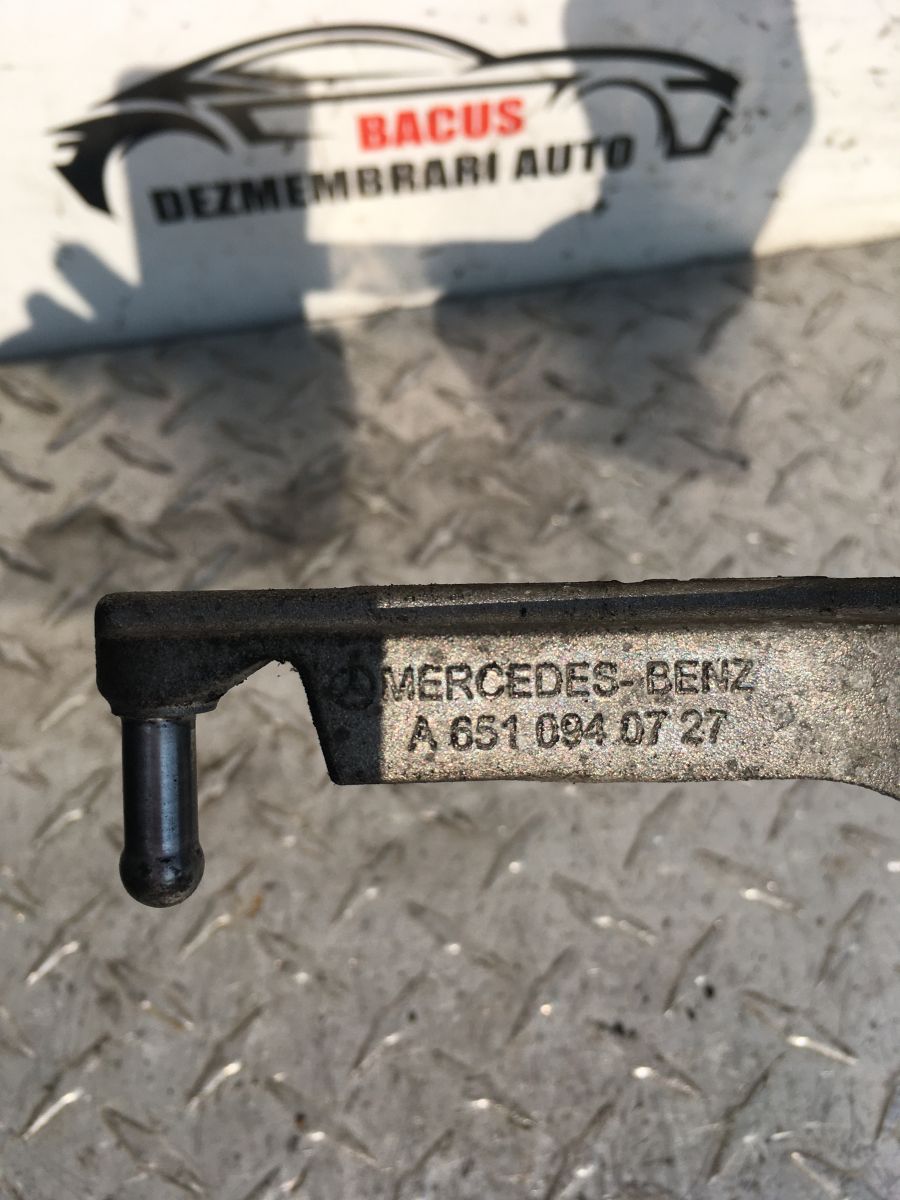 BACUS
DEZMEMBRARI AUTO
MERCEDES-BENZ
A 651 094 07 27